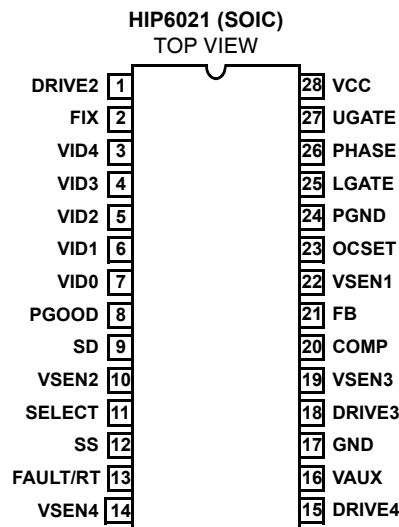 HIP6021 (SOIC)
TOP VIEW
DRIVE2 1 28 VCC
FIX 2 27 UGATE
VID4 3 26 PHASE
VID3 4 25 LGATE
VID2 5 24 PGND
VID1 6 23 OCSET
VID0 7 22 VSEN1
PGOOD 8 21 FB
SD 9 20 COMP
VSEN2 10 19 VSEN3
SELECT 11 18 DRIVE3
SS 12 17 GND
FAULT/RT 13 16 VAUX
VSEN4 14 15 DRIVE4